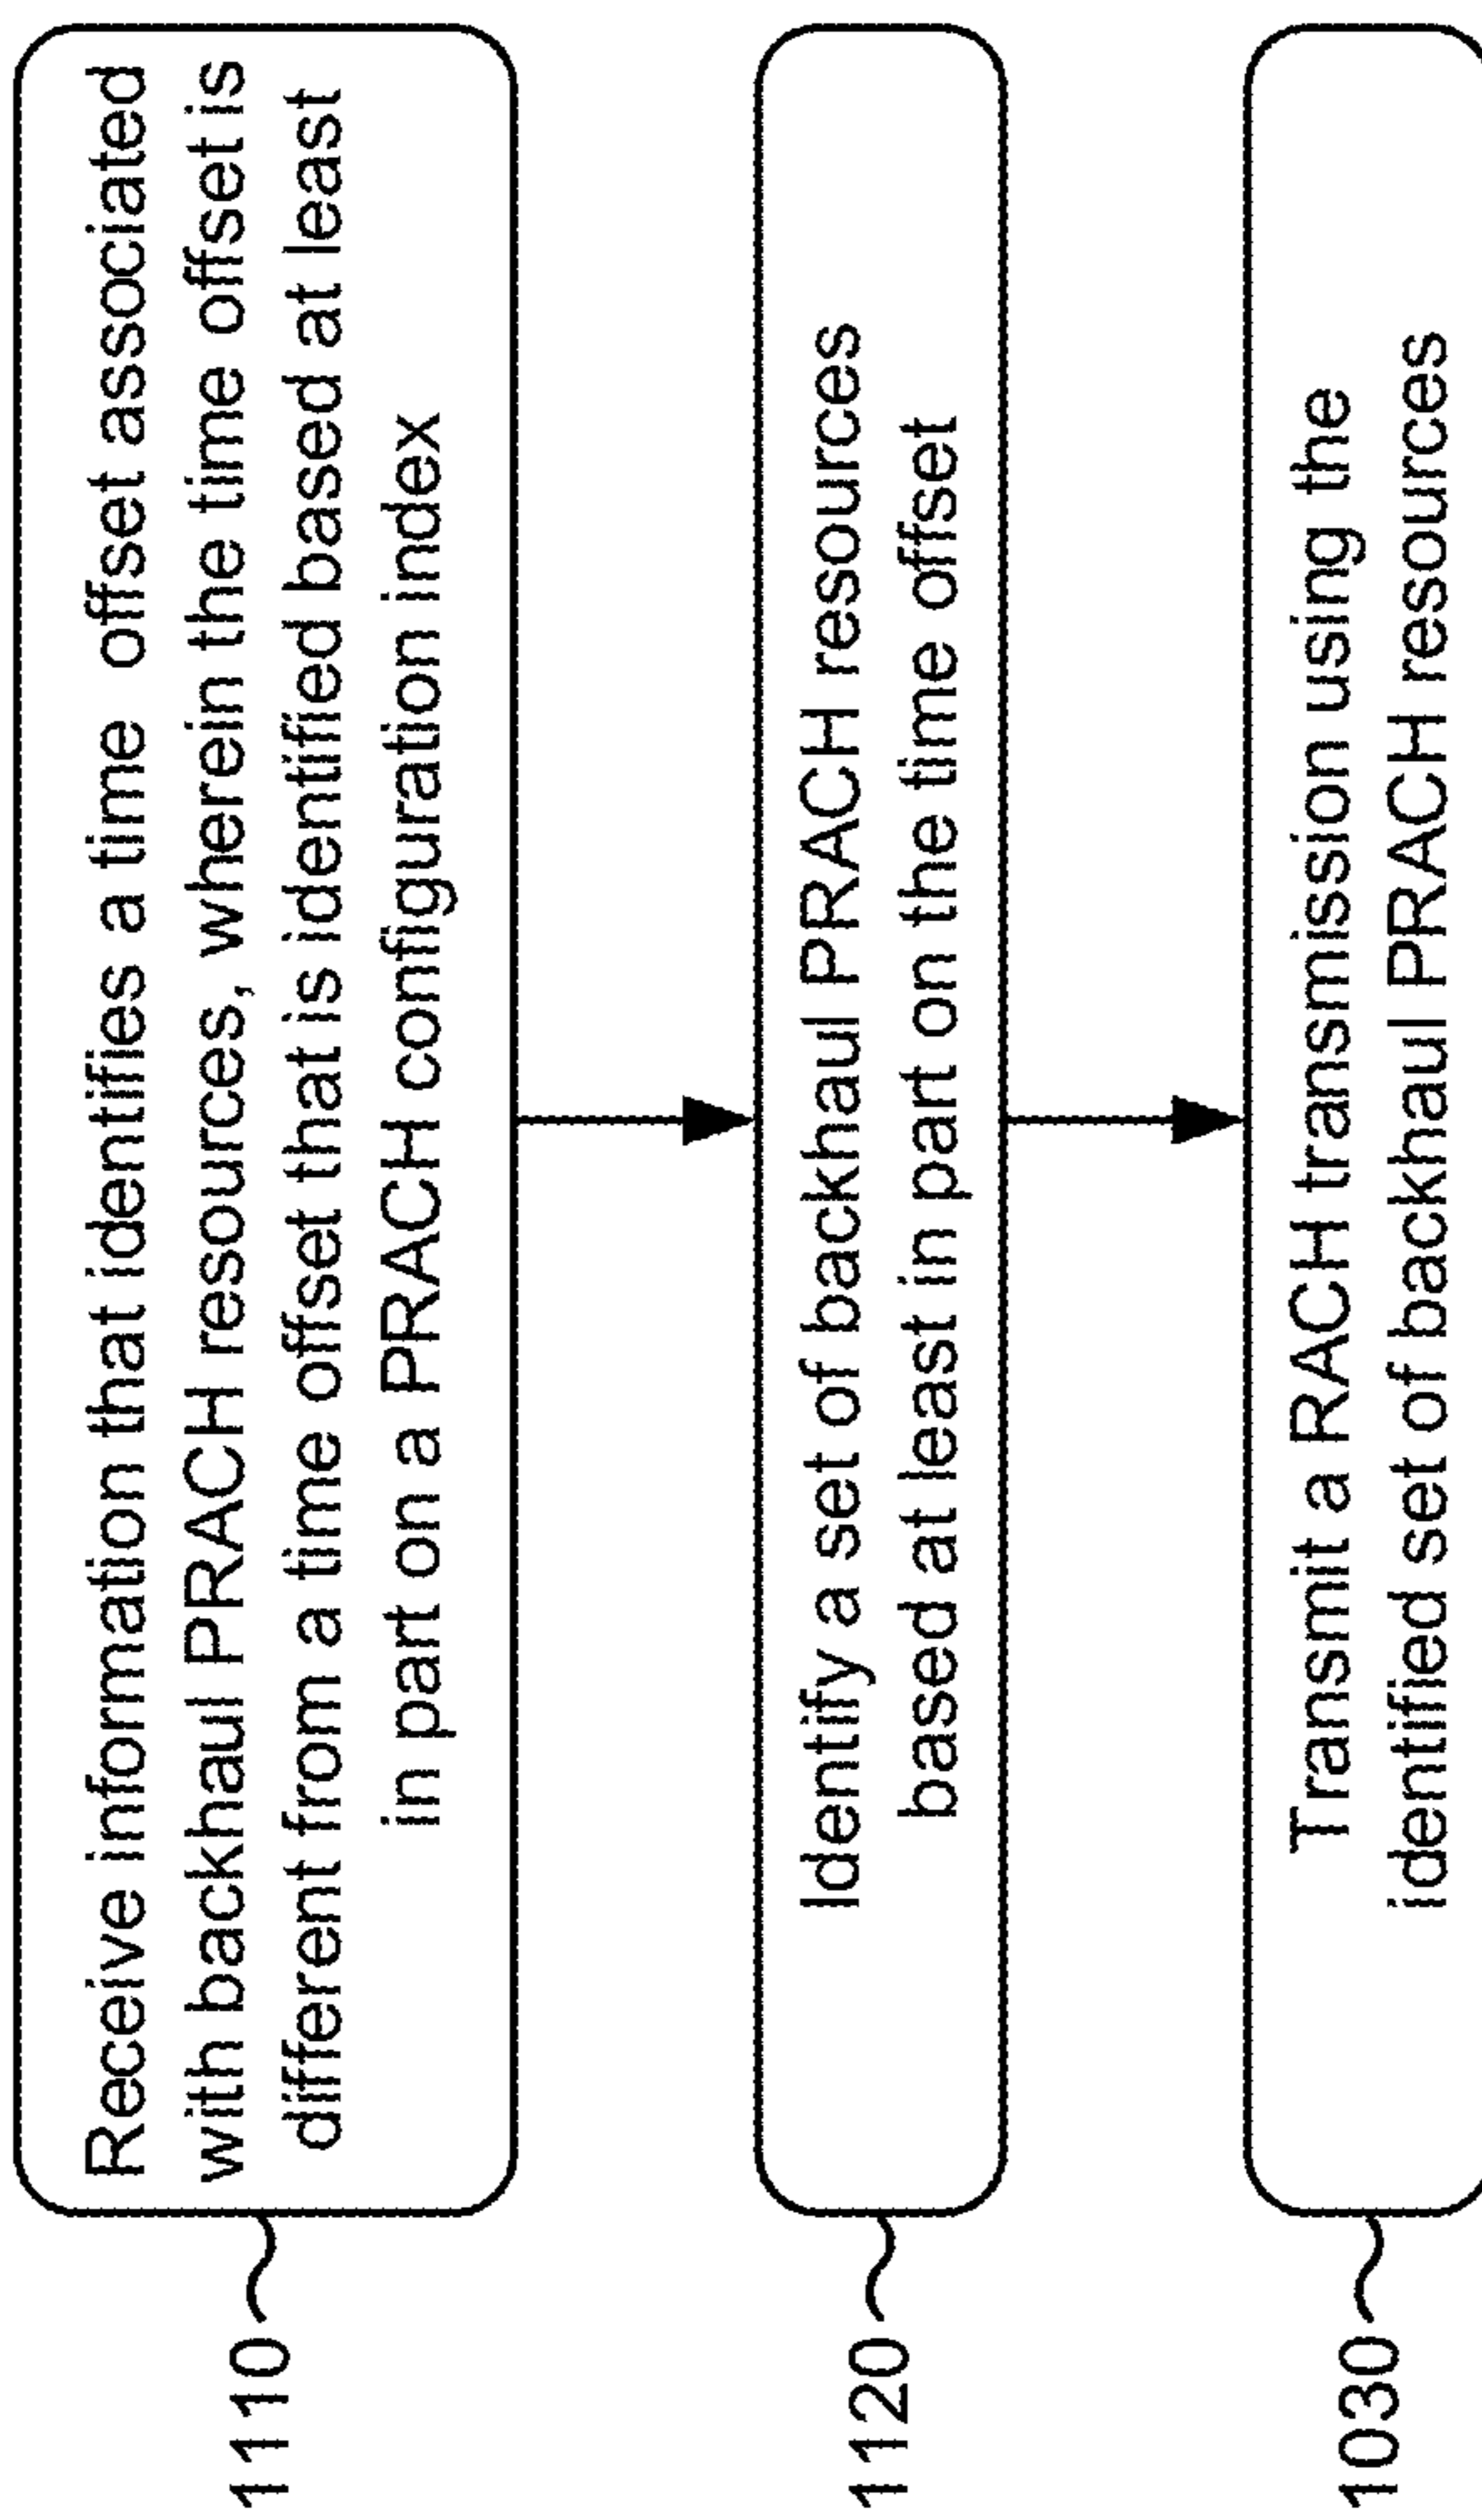 1110
Receive information that identifies a time offset associated
with backhaul PRACH resources, wherein the time offset is
different from a time offset that is identified based at least
in part on a PRACH configuration index
1120
Identify a set of backhaul PRACH resources
based at least in part on the time offset
1030
Transmit a RACH transmission using the
identified set of backhaul PRACH resources